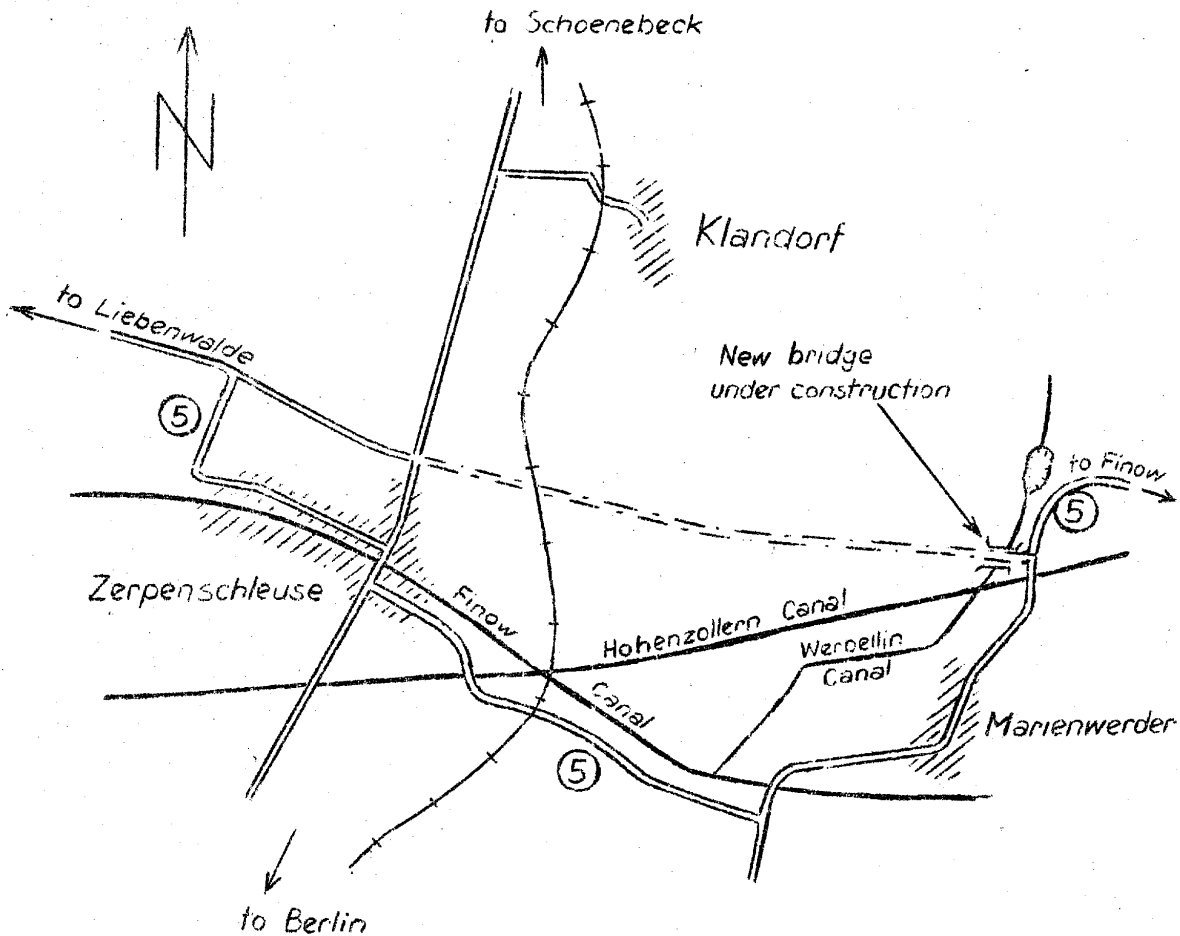 to Schoenebeck
N
Klandorf
to Liebenwalde
New bridge
under construction
5
to Finow
5
Zerpenschleuse
Finow
Canal
Hohenzollern Canal
Werbellin
Canal
Marienwerder
5
to Berlin